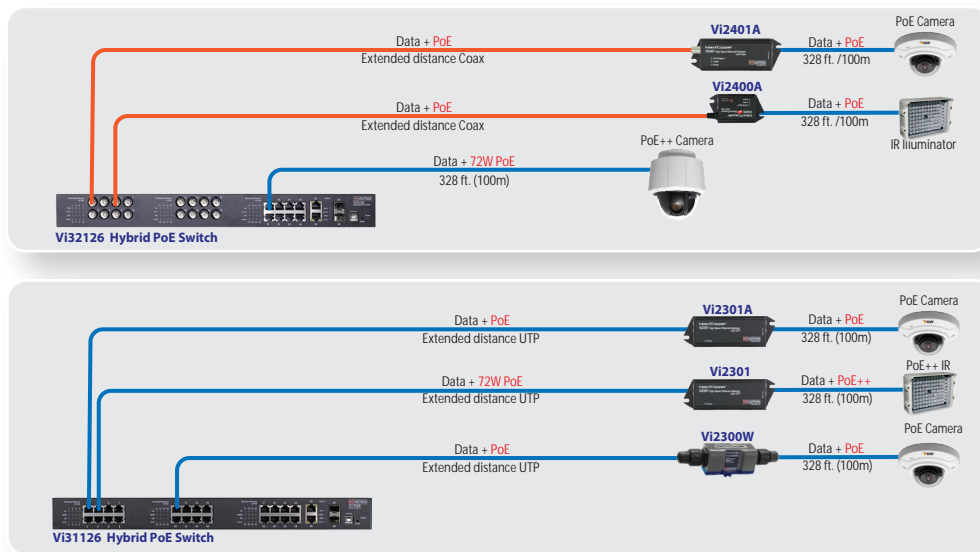 PoE Camera
Vi2401A
Data + PoE
Extended distance Coax
Data + PoE
328 ft. /100m
Vi2400A
Data + PoE
Extended distance Coax
Data + PoE
328 ft. /100m
IR Illuminator
PoE++ Camera
Data + 72W PoE
328 ft. (100m)
Vi32126 Hybrid PoE Switch
PoE Camera
Vi2301A
Data + PoE
Extended distance UTP
Data + PoE
328 ft. (100m)
PoE++ IR
Vi2301
Data + 72W PoE
Extended distance UTP
Data + PoE++
328 ft. (100m)
PoE Camera
Vi2300W
Data + PoE
Extended distance UTP
Data + PoE
328 ft. (100m)
Vi31126 Hybrid PoE Switch